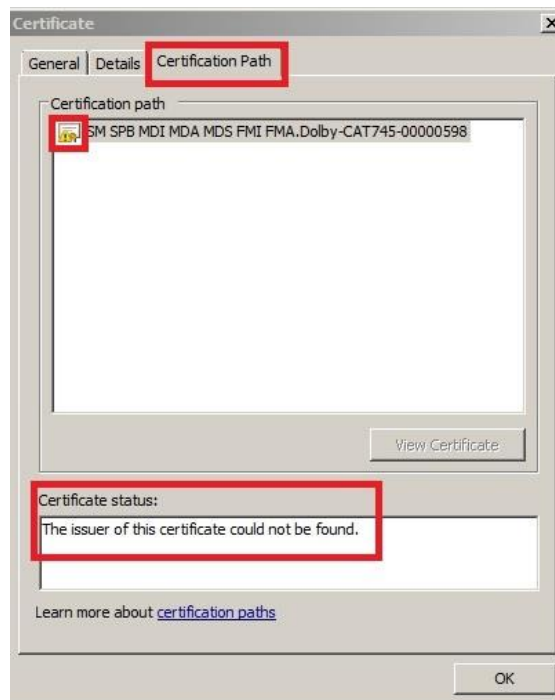 Certificate
General Details Certification Path
Certification path
SM SPB MDI MDA MDS FMI FMA.Dolby-CAT745-00000598
View Certificate
Certificate status:
The issuer of this certificate could not be found.
Learn more about certification paths
OK